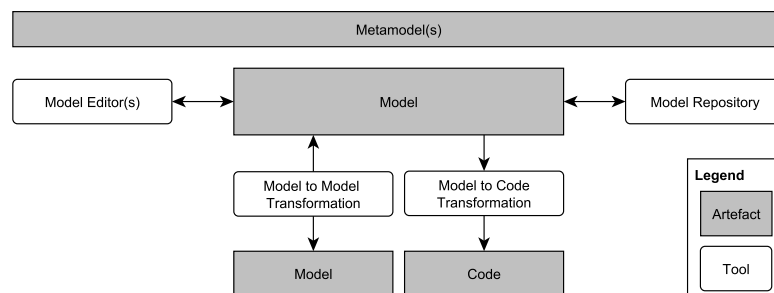 Metamodel(s)
Model Editor(s)
Model
Model Repository
Model to Model
Transformation
Model to Code
Transformation
Legend
Artefact
Model
Code
Tool